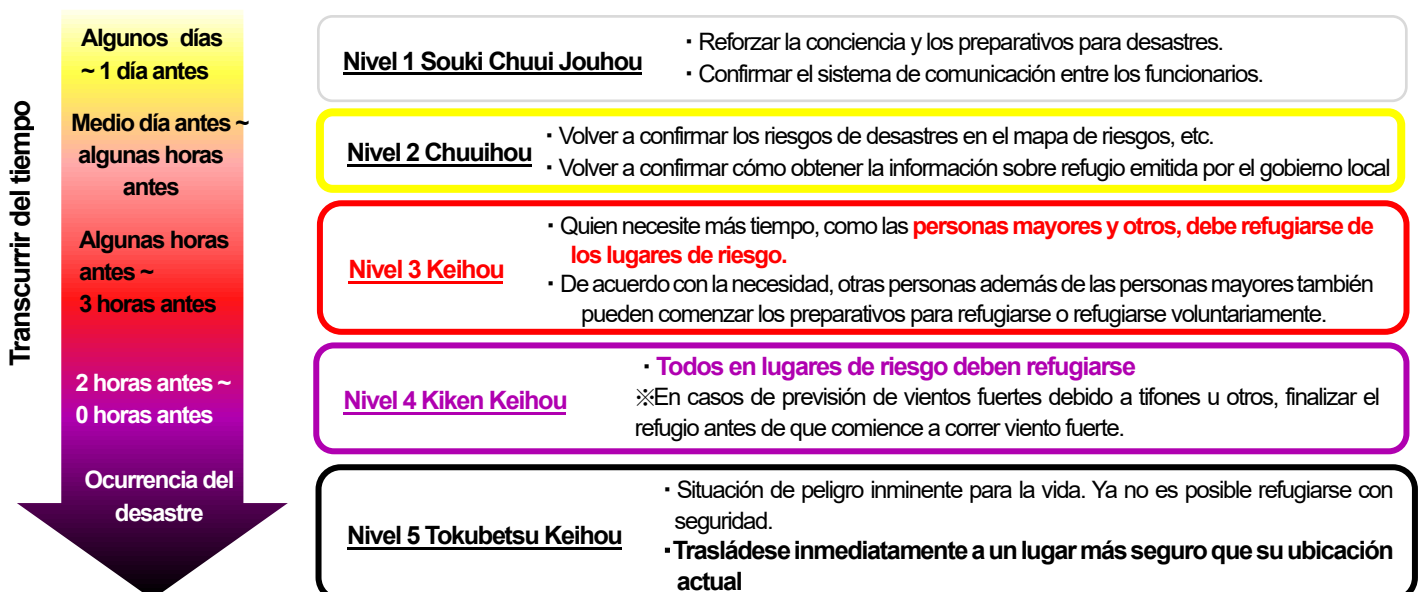 Transcurrir del tiempo
Algunos días
~ 1 día antes
Nivel 1 Souki Chuui Jouhou
・Reforzar la conciencia y los preparativos para desastres.
・Confirmar el sistema de comunicación entre los funcionarios.
Medio día antes ~
algunas horas
antes
Nivel 2 Chuuihou
・Volver a confirmar los riesgos de desastres en el mapa de riesgos, etc.
・Volver a confirmar cómo obtener la información sobre refugio emitida por el gobierno local
Algunas horas
antes ~
3 horas antes
Nivel 3 Keihou
・Quien necesite más tiempo, como las personas mayores y otros, debe refugiarse de
los lugares de riesgo.
・De acuerdo con la necesidad, otras personas además de las personas mayores también
pueden comenzar los preparativos para refugiarse o refugiarse voluntariamente.
2 horas antes ~
0 horas antes
Nivel 4 Kiken Keihou
・Todos en lugares de riesgo deben refugiarse
※En casos de previsión de vientos fuertes debido a tifones u otros, finalizar el
refugio antes de que comience a correr viento fuerte.
Ocurrencia del
desastre
Nivel 5 Tokubetsu Keihou
・Situación de peligro inminente para la vida. Ya no es posible refugiarse con
seguridad.
・Trasládese inmediatamente a un lugar más seguro que su ubicación
actual